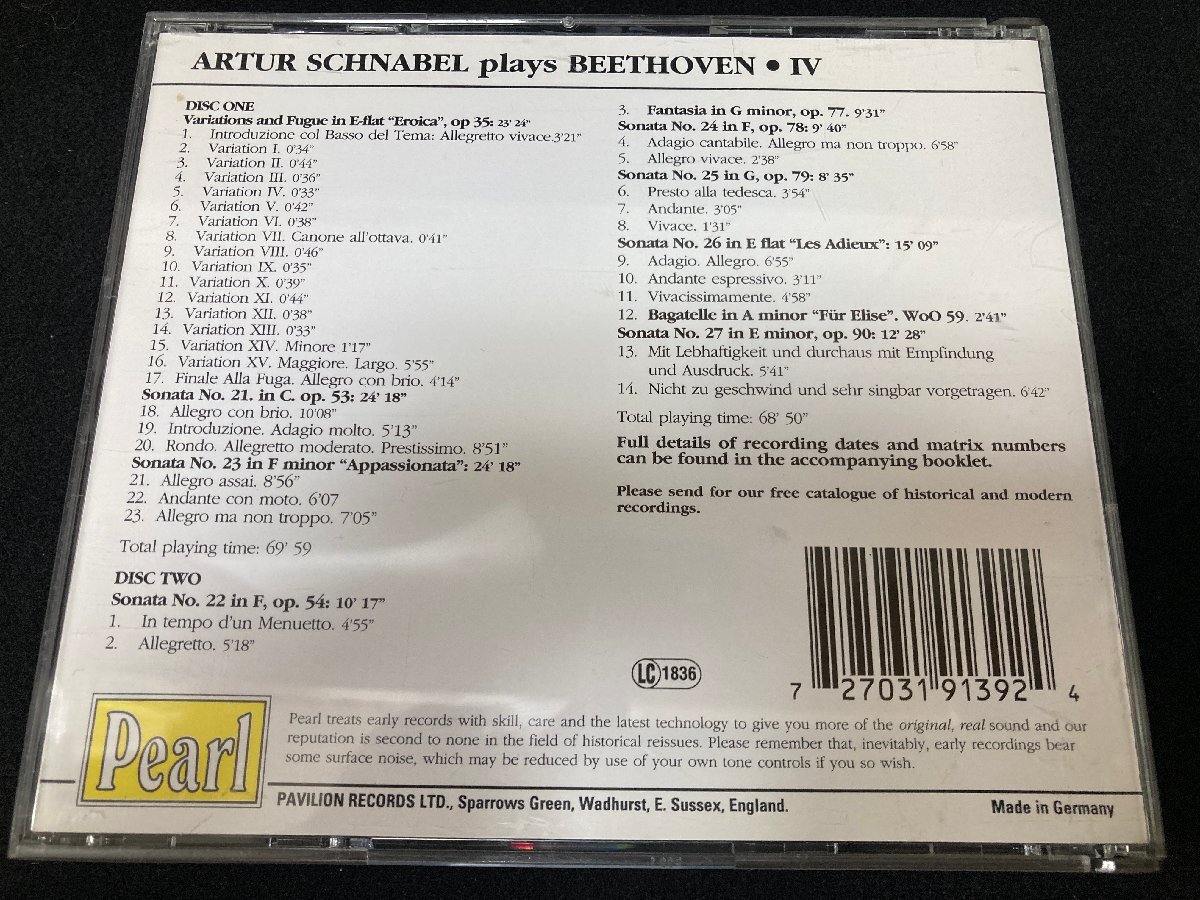 ARTUR SCHNABEL plays BEETHOVEN • IV
DISC ONE
Variations and Fugue in E-flat “Eroica”, op 35: 23' 24”
1. Introduzione col Basso del Tema: Allegretto vivace.3'21”
2. Variation I. 0'34”
3. Variation II. 0'44”
4. Variation III. 0'36”
5. Variation IV. 0'33”
6. Variation V. 0'42”
7. Variation VI. 0'38”
8. Variation VII. Canone all'ottava. 0'41”
9. Variation VIII. 0'46”
10. Variation IX. 0'35”
11. Variation X. 0'39”
12. Variation XI. 0'44”
13. Variation XII. 0'38”
14. Variation XIII. 0'33”
15. Variation XIV. Minore 1'17”
16. Variation XV. Maggiore. Largo. 5'55”
17. Finale Alla Fuga. Allegro con brio. 4'14”
Sonata No. 21. in C. op. 53: 24' 18”
18. Allegro con brio. 10'08”
19. Introduzione. Adagio molto. 5'13”
20. Rondo. Allegretto moderato. Prestissimo. 8'51”
Sonata No. 23 in F minor “Appassionata”: 24' 18”
21. Allegro assai. 8'56”
22. Andante con moto. 6'07
23. Allegro ma non troppo. 7'05”
Total playing time: 69' 59
DISC TWO
Sonata No. 22 in F, op. 54: 10' 17”
1. In tempo d'un Menuetto. 4'55”
2. Allegretto. 5'18”
3. Fantasia in G minor, op. 77. 9'31”
Sonata No. 24 in F, op. 78: 9' 40”
4. Adagio cantabile. Allegro ma non troppo. 6'58”
5. Allegro vivace. 2'38”
Sonata No. 25 in G, op. 79: 8' 35”
6. Presto alla tedesca. 3'54”
7. Andante. 3'05”
8. Vivace. 1'31”
Sonata No. 26 in E flat “Les Adieux”: 15' 09”
9. Adagio. Allegro. 6'55”
10. Andante espressivo. 3'11”
11. Vivacissimamente. 4'58”
12. Bagatelle in A minor “Für Elise”. WoO 59. 2'41”
Sonata No. 27 in E minor, op. 90: 12' 28”
13. Mit Lebhaftigkeit und durchaus mit Empfindung
und Ausdruck. 5'41”
14. Nicht zu geschwind und sehr singbar vorgetragen. 6'42”
Total playing time: 68' 50”
Full details of recording dates and matrix numbers
can be found in the accompanying booklet.
Please send for our free catalogue of historical and modern
recordings.
LC 1836
7 27031 91392 4
Pearl
Pearl treats early records with skill, care and the latest technology to give you more of the original, real sound and our
reputation is second to none in the field of historical reissues. Please remember that, inevitably, early recordings bear
some surface noise, which may be reduced by use of your own tone controls if you so wish.
PAVILION RECORDS LTD., Sparrows Green, Wadhurst, E. Sussex, England.
Made in Germany